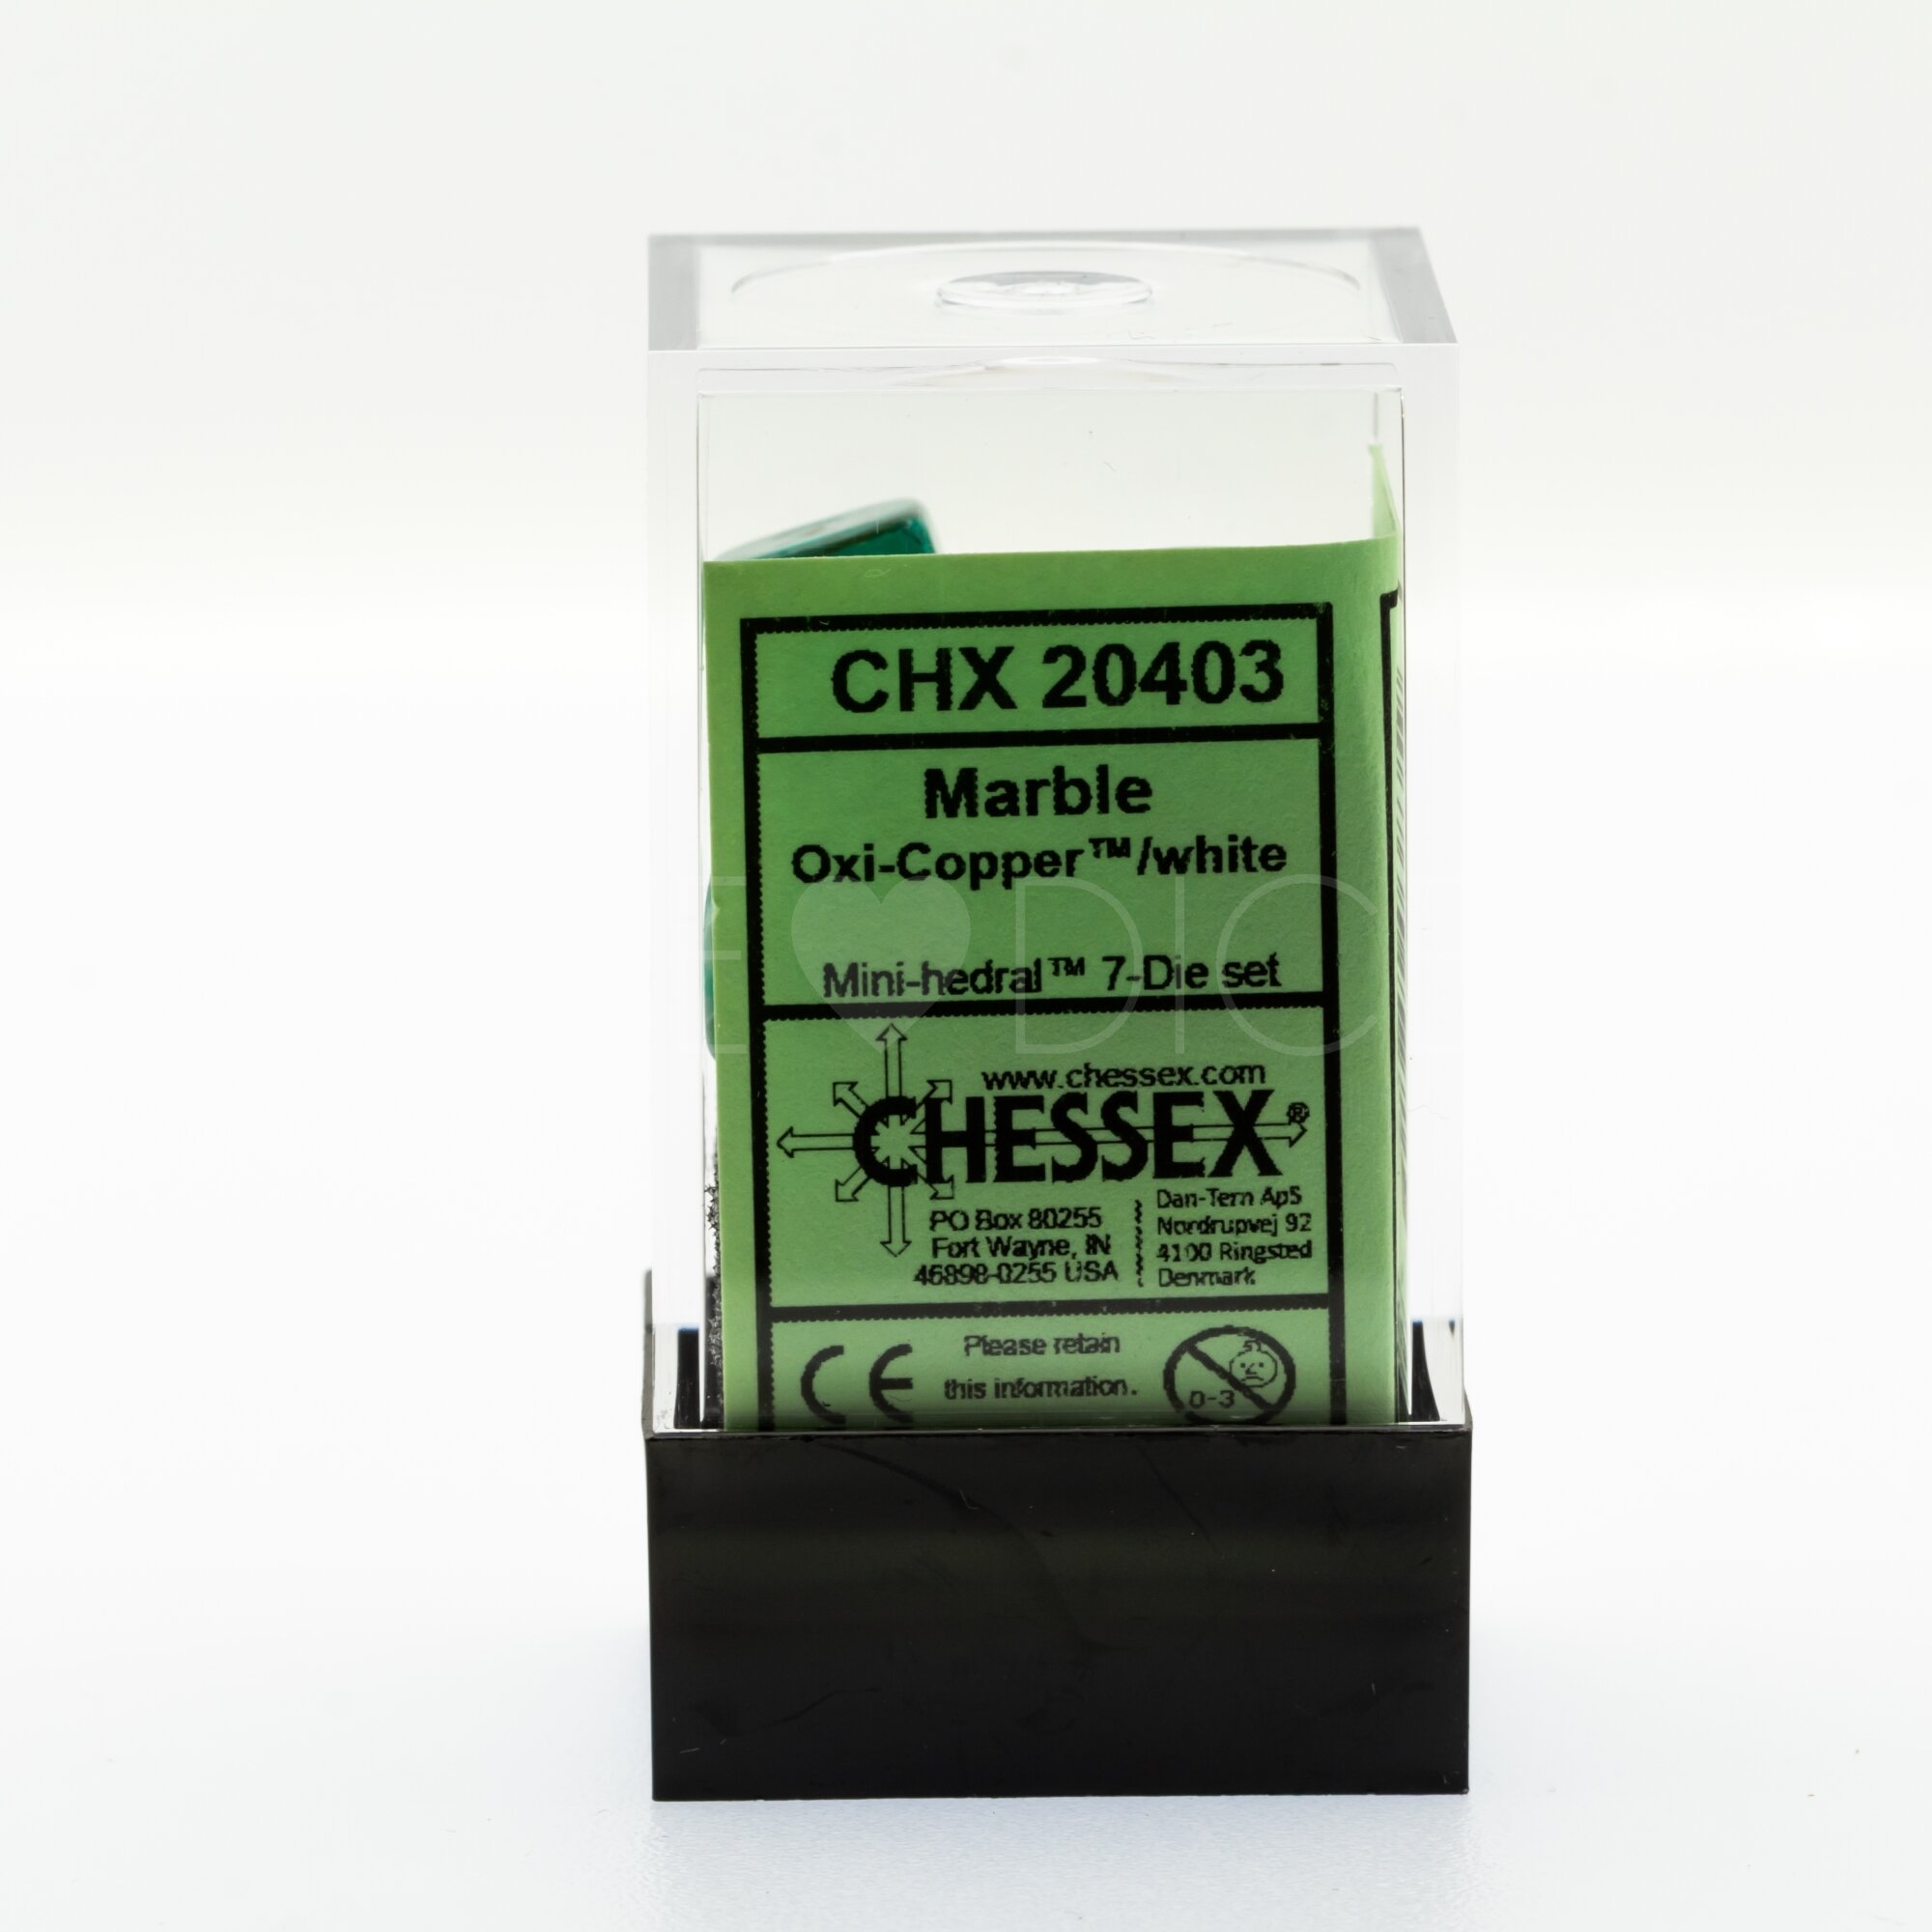 CHX 20403
Marble
Oxi-Copper™/white
Mini-hedral™ 7-Die set
E DICE
www.chessex.com
CHESSEX®
PO Box 80255
Fort Wayne, IN
46898-0255 USA
Dan-Tern ApS
Nordrupvej 92
4100 Ringsted
Denmark
CE
Please retain
this information.
0-3